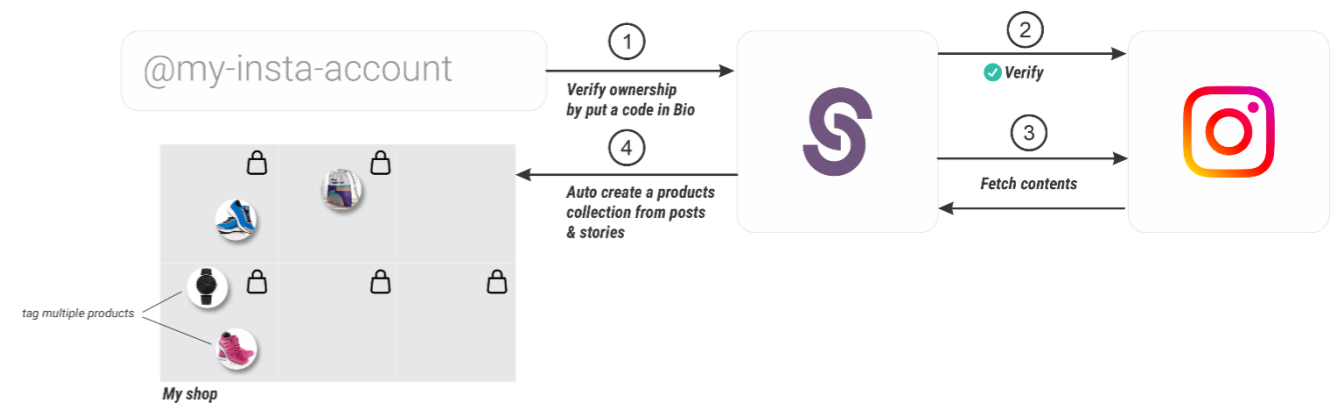 @my-insta-account
1
Verify ownership
by put a code in Bio
2
Verify
3
Fetch contents
4
Auto create a products
collection from posts
& stories
tag multiple products
My shop